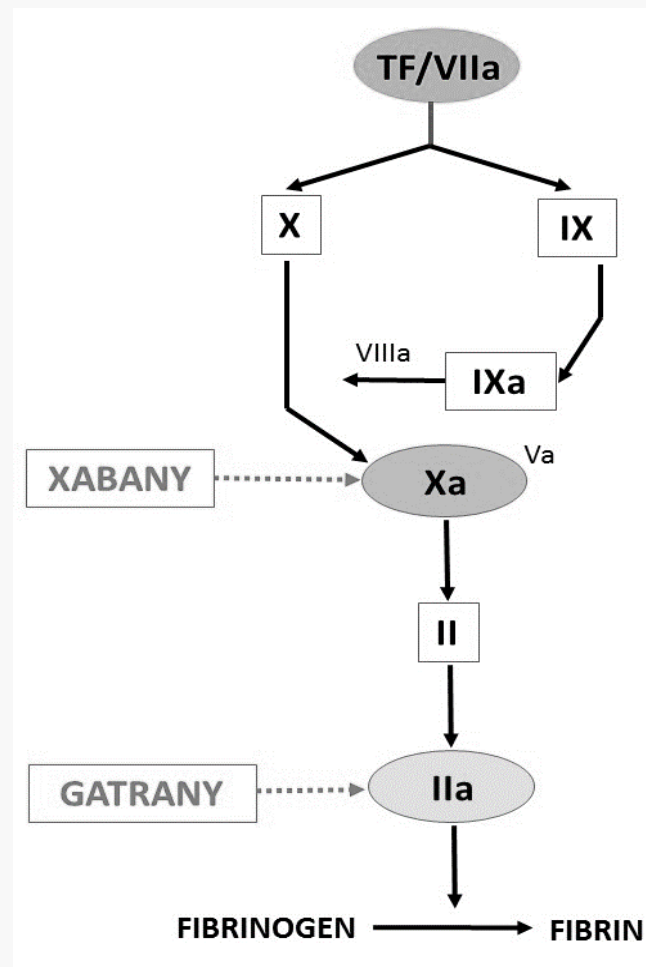 TF/VIIa
X
IX
VIIIa
IXa
Va
XABANY
Xa
II
GATRANY
IIa
FIBRINOGEN
FIBRIN